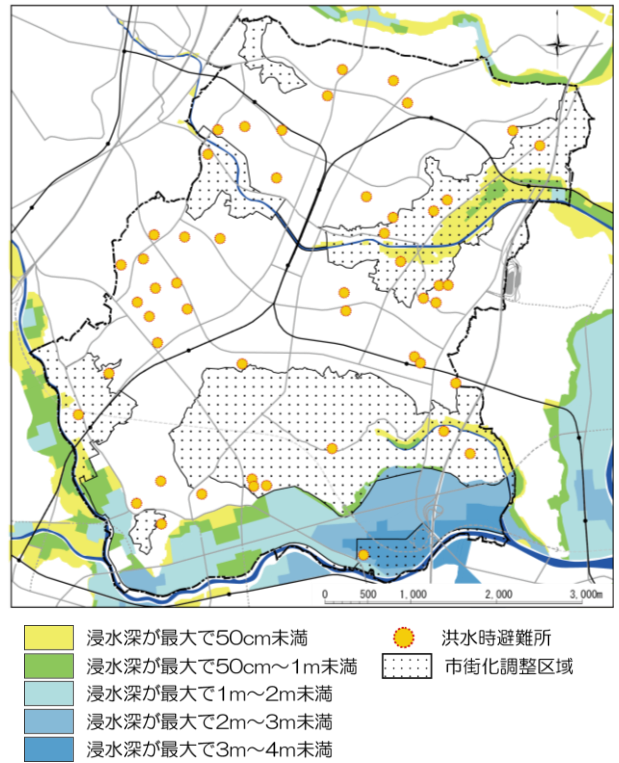 0 500 1,000 2,000 3,000m
浸水深が最大で50cm未満
浸水深が最大で50cm～1m未満
浸水深が最大で1m～2m未満
浸水深が最大で2m～3m未満
浸水深が最大で3m～4m未満
洪水時避難所
市街化調整区域